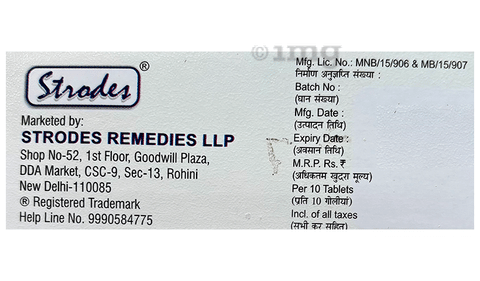 ©1mg
Strodes®
Marketed by:
STRODES REMEDIES LLP
Shop No-52, 1st Floor, Goodwill Plaza,
DDA Market, CSC-9, Sec-13, Rohini
New Delhi-110085
® Registered Trademark
Help Line No. 9990584775
Mfg. Lic. No.: MNB/15/906 & MB/15/907
निर्माण अनुज्ञप्ति संख्या :
Batch No :
(घान संख्या)
Mfg. Date :
(उत्पादन तिथि)
Expiry Date :
(अवसान तिथि)
M.R.P. Rs. ₹
(अधिकतम खुदरा मूल्य)
Per 10 Tablets
(प्रति 10 गोलीयां)
Incl. of all taxes
(सभी कर सहित)